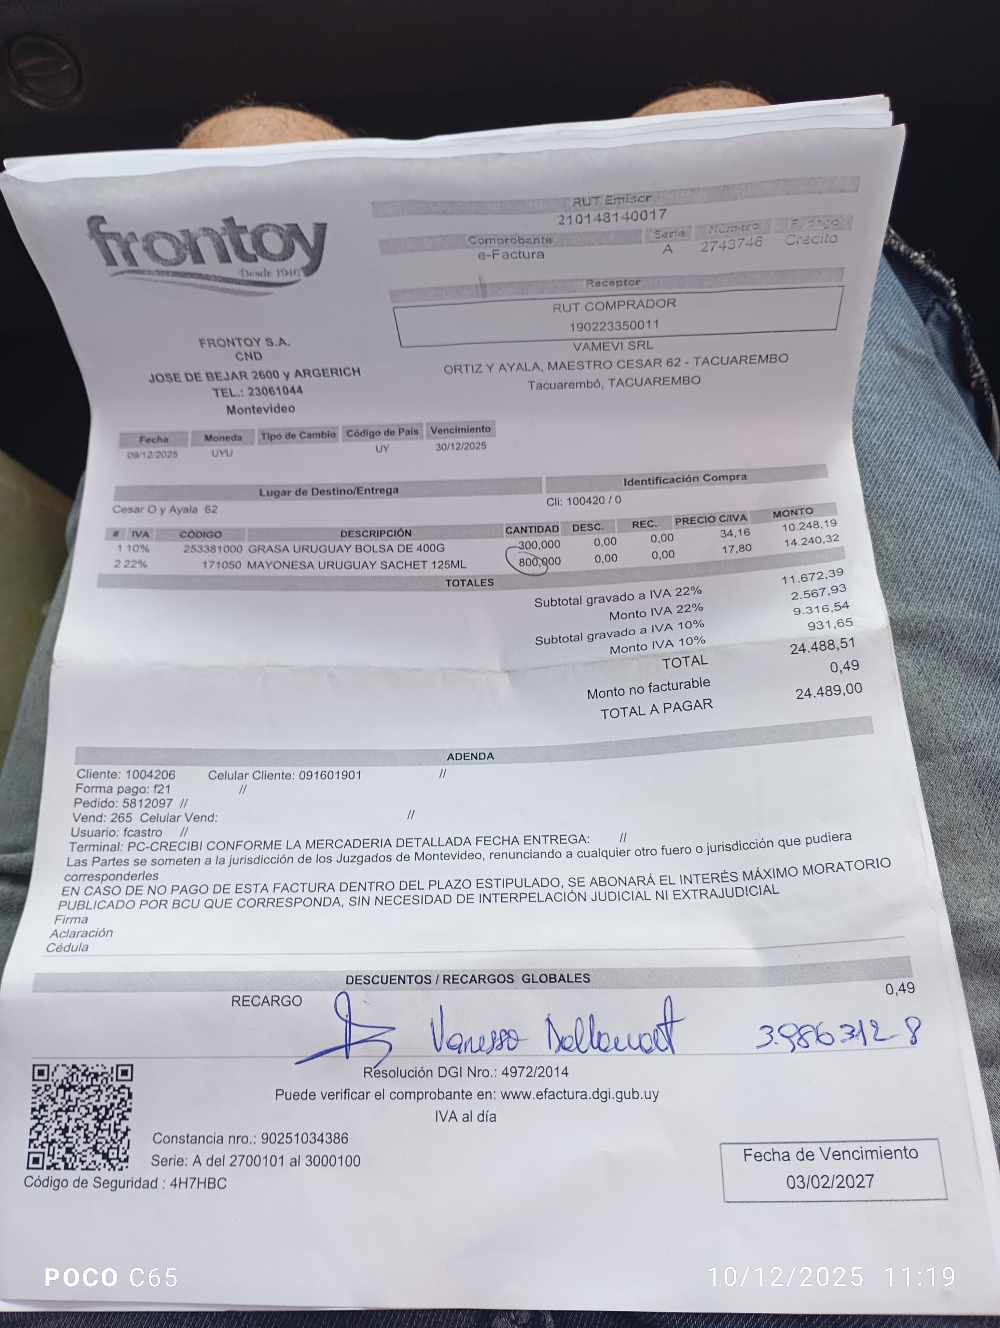 frontoy
Desde 1940
RUT Emisor
210148140017
Comprobante Serie Número
e-Factura A 2743746 Crédito
Receptor
RUT COMPRADOR
190223350011
VAMEVI SRL
ORTIZ Y AYALA, MAESTRO CESAR 62 - TACUAREMBO
Tacuarembó, TACUAREMBO
FRONTOY S.A.
CND
JOSE DE BEJAR 2600 y ARGERICH
TEL.: 23061044
Montevideo
Fecha Moneda Tipo de Cambio Código de País Vencimiento
09/12/2025 UYU UY 30/12/2025
Lugar de Destino/Entrega Identificación Compra
Cesar O y Ayala 62 Cli: 100420 / 0
# IVA CÓDIGO DESCRIPCIÓN CANTIDAD DESC. REC. PRECIO C/IVA MONTO
1 10% 253381000 GRASA URUGUAY BOLSA DE 400G 300,000 0,00 0,00 34,16 10.248,19
2 22% 171050 MAYONESA URUGUAY SACHET 125ML 800,000 0,00 0,00 17,80 14.240,32
TOTALES
Subtotal gravado a IVA 22% 11.672,39
Monto IVA 22% 2.567,93
Subtotal gravado a IVA 10% 9.316,54
Monto IVA 10% 931,65
TOTAL 24.488,51
Monto no facturable 0,49
TOTAL A PAGAR 24.489,00
ADENDA
Cliente: 1004206 Celular Cliente: 091601901 //
Forma pago: f21 //
Pedido: 5812097 //
Vend: 265 Celular Vend: //
Usuario: fcastro //
Terminal: PC-CRECIBI CONFORME LA MERCADERIA DETALLADA FECHA ENTREGA: //
Las Partes se someten a la jurisdicción de los Juzgados de Montevideo, renunciando a cualquier otro fuero o jurisdicción que pudiera
corresponderles
EN CASO DE NO PAGO DE ESTA FACTURA DENTRO DEL PLAZO ESTIPULADO, SE ABONARÁ EL INTERÉS MÁXIMO MORATORIO
PUBLICADO POR BCU QUE CORRESPONDA, SIN NECESIDAD DE INTERPELACIÓN JUDICIAL NI EXTRAJUDICIAL
Firma
Aclaración
Cédula
DESCUENTOS / RECARGOS GLOBALES
RECARGO 0,49
Vanessa 3.986312-8
Resolución DGI Nro.: 4972/2014
Puede verificar el comprobante en: www.efactura.dgi.gub.uy
IVA al día
Constancia nro.: 90251034386
Serie: A del 2700101 al 3000100
Código de Seguridad : 4H7HBC
Fecha de Vencimiento
03/02/2027
POCO C65
10/12/2025 11:19